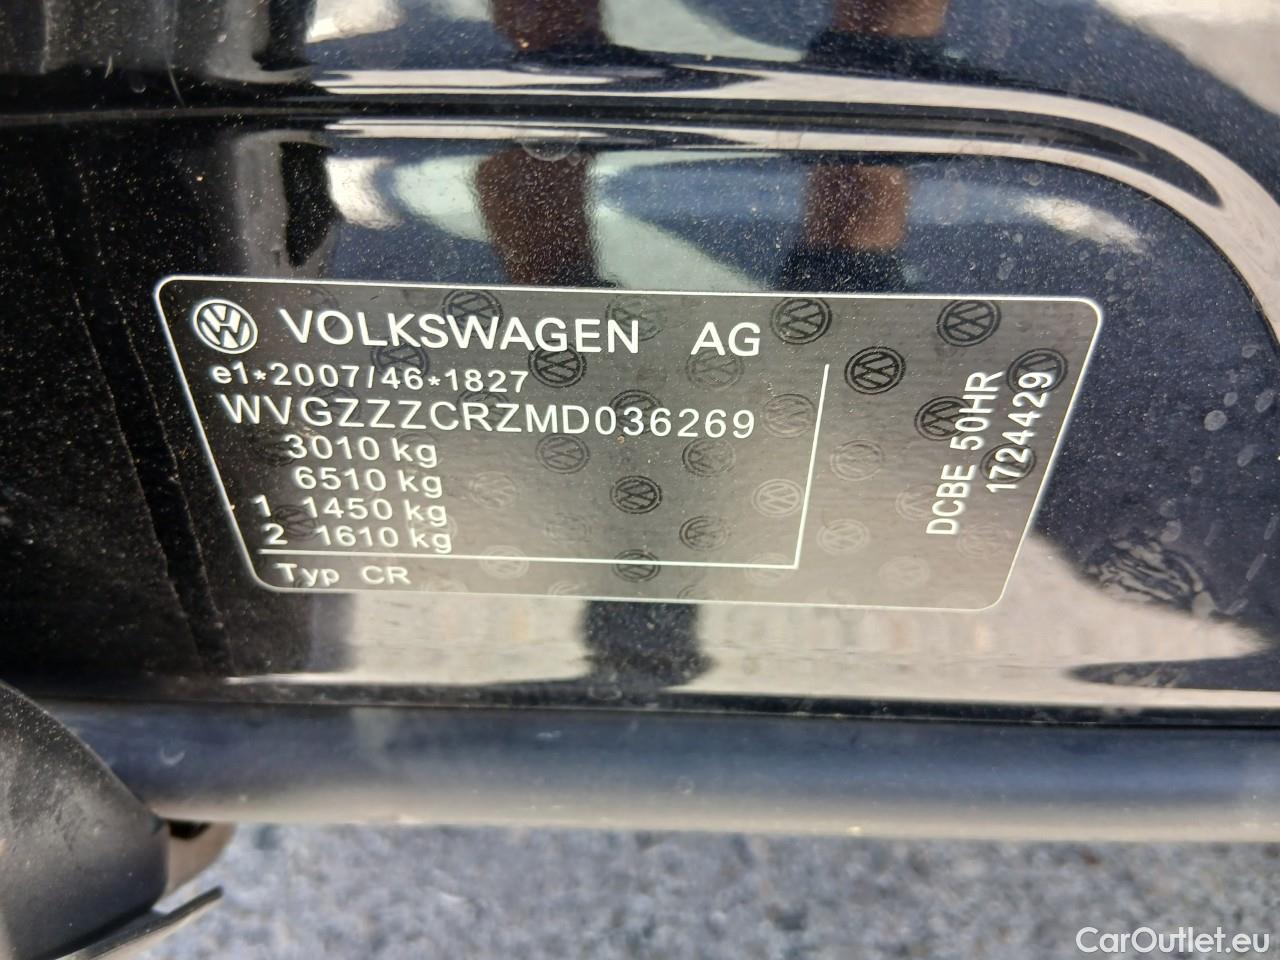 VOLKSWAGEN AG
e1*2007/46*1827
WVGZZZCRZMD036269
3010 kg
6510 kg
1 1450 kg
2 1610 kg
Typ CR
DCBE 50HR
17244429
CarOutlet.eu